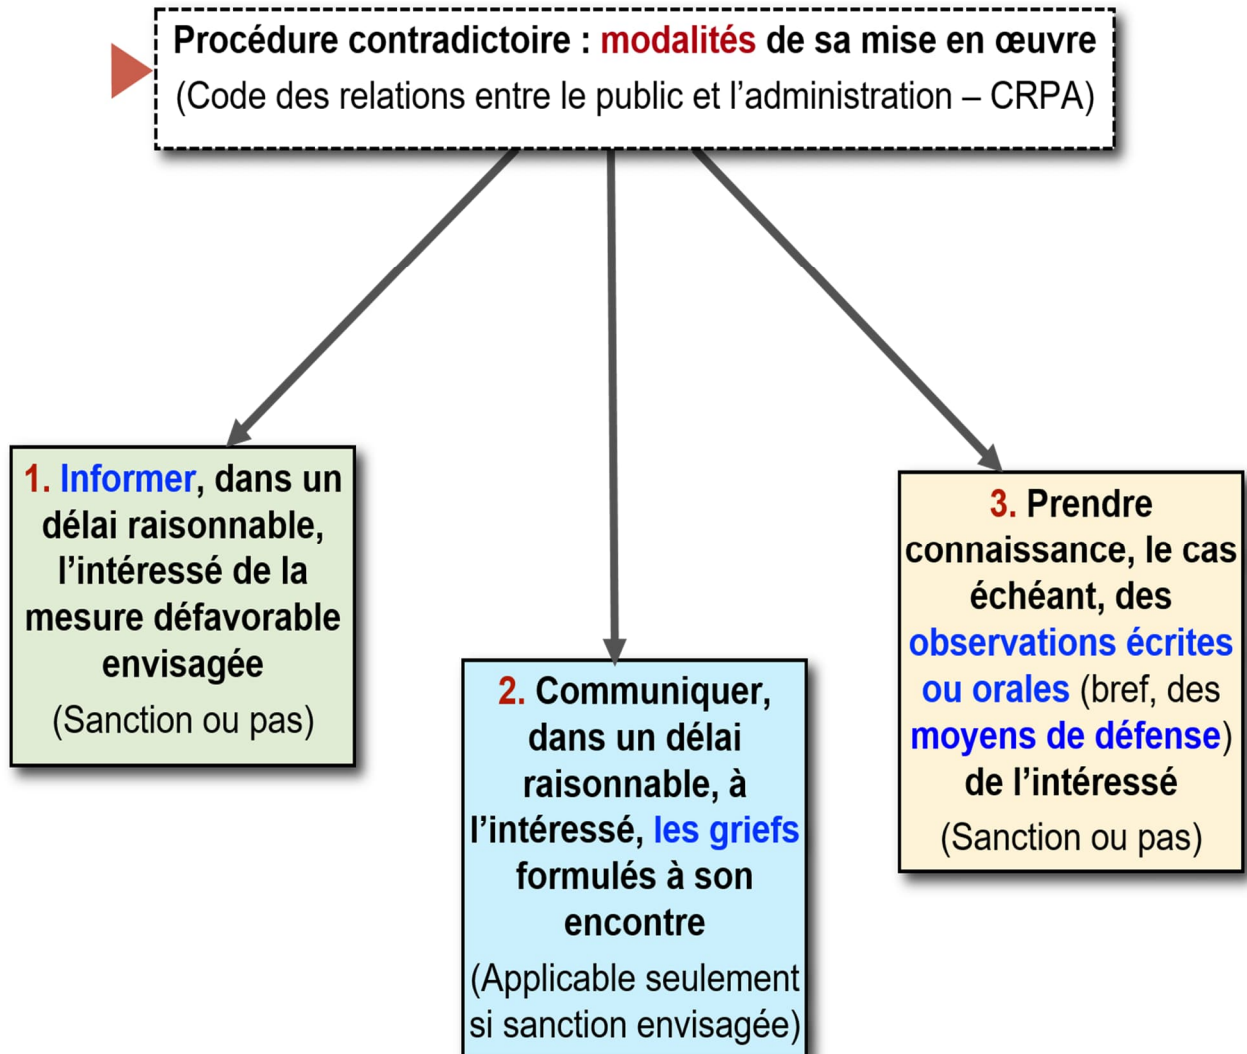 Procédure contradictoire : modalités de sa mise en œuvre
(Code des relations entre le public et l’administration – CRPA)
1. Informer, dans un
délai raisonnable,
l’intéressé de la
mesure défavorable
envisagée
(Sanction ou pas)
2. Communiquer,
dans un délai
raisonnable, à
l’intéressé, les griefs
formulés à son
encontre
(Applicable seulement
si sanction envisagée)
3. Prendre
connaissance, le cas
échéant, des
observations écrites
ou orales (bref, des
moyens de défense)
de l’intéressé
(Sanction ou pas)